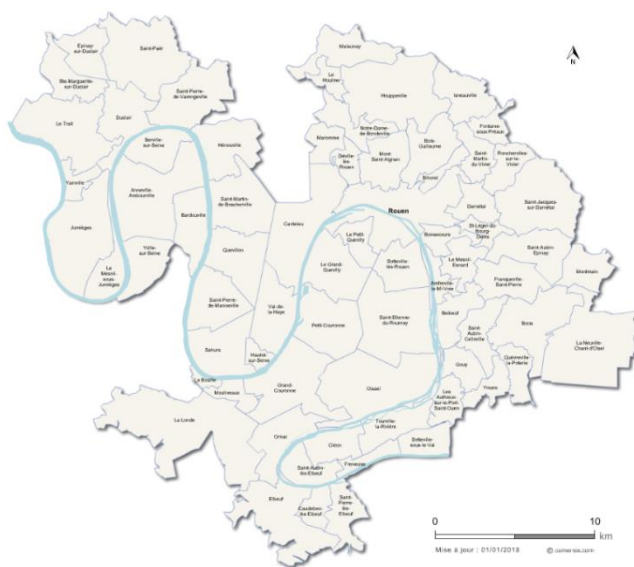 Epinay
-sur-Duclair
Saint-Paër
Ste-Marguerite
-sur-Duclair
Saint-Pierre
-de-Varengeville
Le Trait
Duclair
Berville
-sur-Seine
Hénouville
Yainville
Anneville-
Ambourville
Bardouville
Saint-Martin
-de-Boscherville
Jumièges
Le Mesnil
-sous-
Jumièges
Yville
-sur-Seine
Quevillon
Canteleu
Saint-Pierre
-de-Manneville
Val-de-
la-Haye
Sahurs
Hautot
-sur-Seine
La Bouille
Moulineaux
La Londe
Malaunay
Le
Houlme
Houppeville
Isneauville
Maromme
Notre-Dame
-de-Bondeville
Bois-
Guillaume
Fontaine
-sous-Préaux
Déville
-lès-
Rouen
Mont-
Saint-Aignan
Saint-
Martin
-du-Vivier
Roncherolles
-sur-le-
Vivier
Bihorel
Rouen
Darnétal
Saint-Jacques
-sur-Darnétal
Le Petit
Quevilly
Bonsecours
St-Léger-du
-Bourg-
Denis
Le Grand-
Quevilly
Sotteville
-lès-Rouen
Le Mesnil
-Esnard
Saint-Aubin
-Epinay
Montmain
Franqueville
-Saint-Pierre
Petit-Couronne
Saint-Etienne
-du-Rouvray
Belbeuf
Saint-
Aubin
-Celloville
Boos
La Neuville
-Chant-d'Oisel
Quévreville
-la-Poterie
Gouy
Ymare
Grand-
Couronne
Oissel
Les
Authieux
-sur-le-Port
Saint-Ouen
Orival
Cléon
Tourville
-la-Rivière
Sotteville
-sous-le-Val
Saint-Aubin
-lès-Elbeuf
Freneuse
Elbeuf
Caudebec
-lès-Elbeuf
Saint-
Pierre
-lès-
Elbeuf
N
0 10
km
Mise à jour : 01/01/2018 © comersis.com